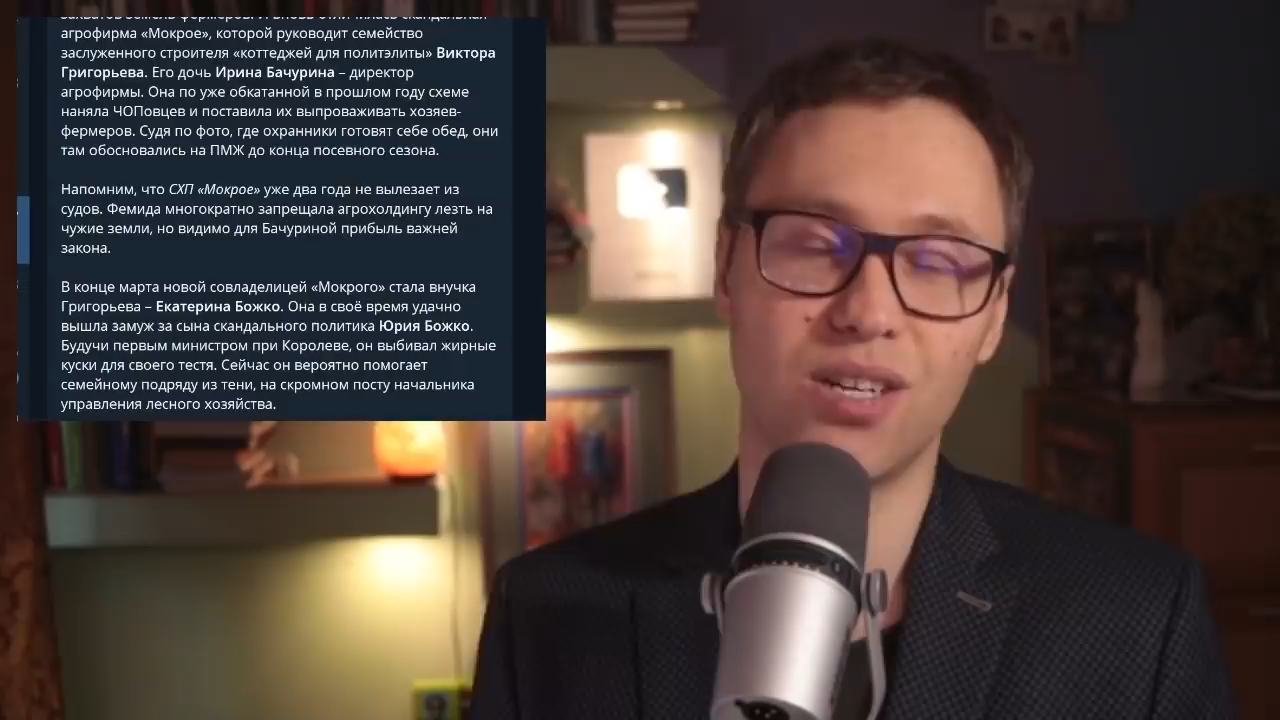 захватов земель фермеров. И вновь отличилась скандальная
агрофирма «Мокрое», которой руководит семейство
заслуженного строителя «коттеджей для политэлиты» Виктора
Григорьева. Его дочь Ирина Бачурина – директор
агрофирмы. Она по уже обкатанной в прошлом году схеме
наняла ЧОПовцев и поставила их выпроваживать хозяев-
фермеров. Судя по фото, где охранники готовят себе обед, они
там обосновались на ПМЖ до конца посевного сезона.
Напомним, что СХП «Мокрое» уже два года не вылезает из
судов. Фемида многократно запрещала агрохолдингу лезть на
чужие земли, но видимо для Бачуриной прибыль важней
закона.
В конце марта новой совладелицей «Мокрого» стала внучка
Григорьева – Екатерина Божко. Она в своё время удачно
вышла замуж за сына скандального политика Юрия Божко.
Будучи первым министром при Королеве, он выбивал жирные
куски для своего тестя. Сейчас он вероятно помогает
семейному подряду из тени, на скромном посту начальника
управления лесного хозяйства.